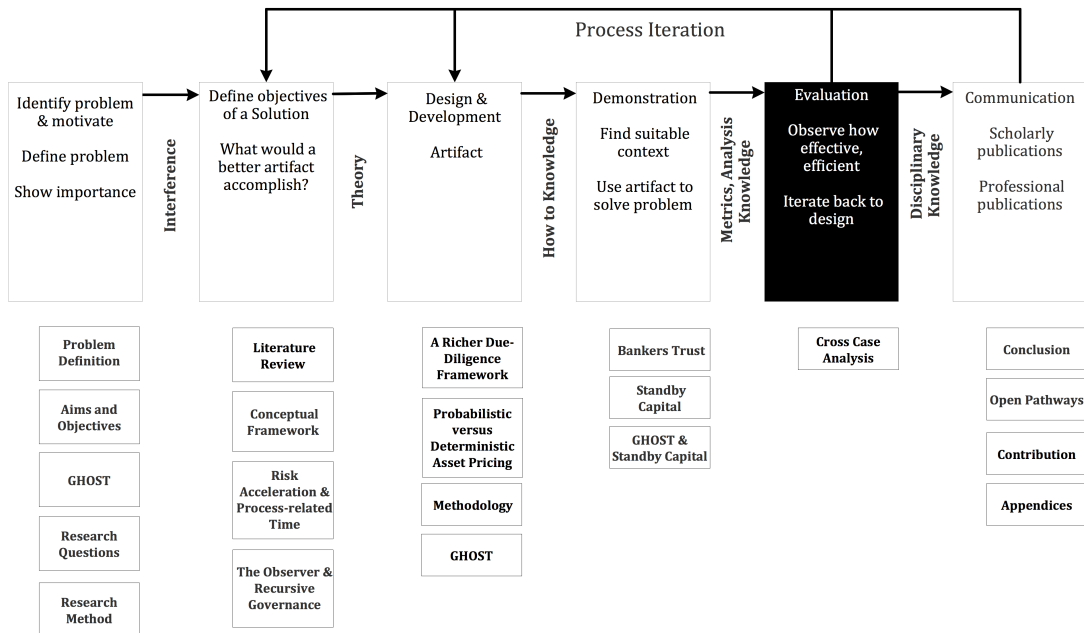 Process Iteration
Identify problem
& motivate
Define problem
Show importance
Interference
Define objectives
of a Solution
What would a
better artifact
accomplish?
Theory
Design &
Development
Artifact
How to Knowledge
Demonstration
Find suitable
context
Use artifact to
solve problem
Metrics, Analysis
Knowledge
Evaluation
Observe how
effective,
efficient
Iterate back to
design
Disciplinary
Knowledge
Communication
Scholarly
publications
Professional
publications
Problem
Definition
Aims and
Objectives
GHOST
Research
Questions
Research
Method
Literature
Review
Conceptual
Framework
Risk
Acceleration &
Process-related
Time
The Observer &
Recursive
Governance
A Richer Due-
Diligence
Framework
Probabilistic
versus
Deterministic
Asset Pricing
Methodology
GHOST
Bankers Trust
Standby
Capital
GHOST &
Standby Capital
Cross Case
Analysis
Conclusion
Open Pathways
Contribution
Appendices